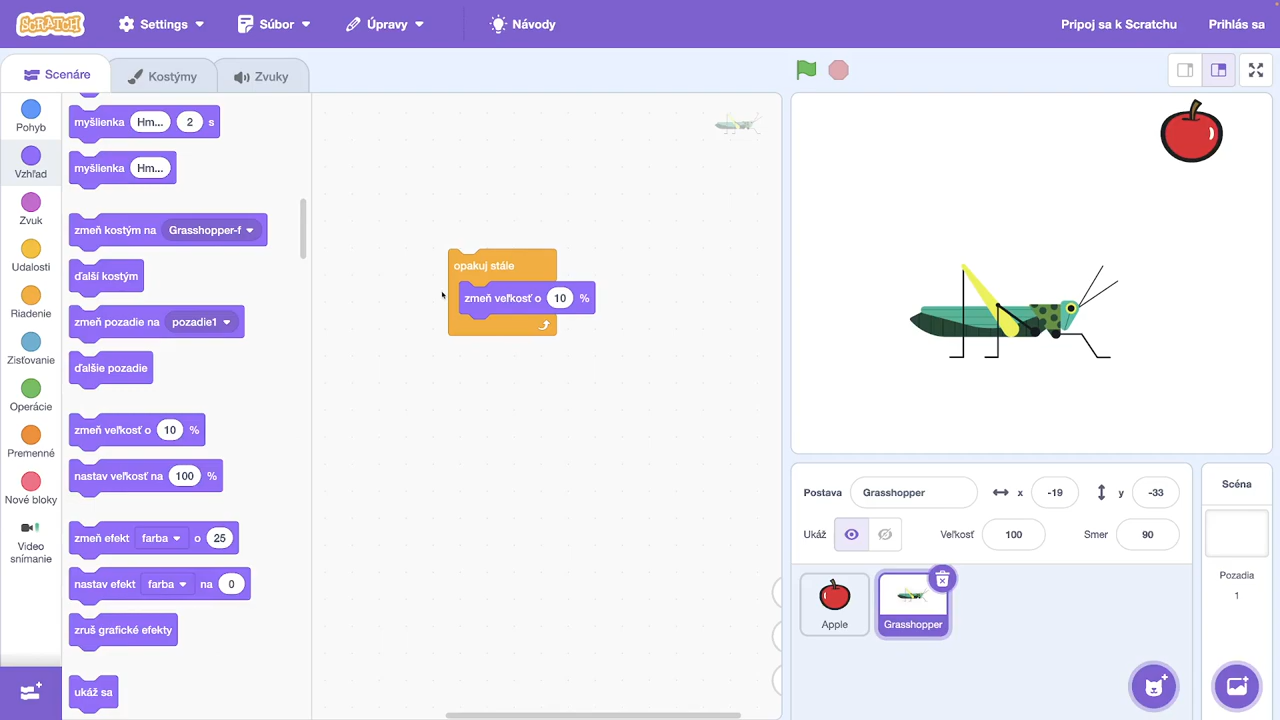 SCRATCH Settings Súbor Úpravy Návody Pripoj sa k Scratchu Prihlás sa
Scenáre Kostýmy Zvuky
Pohyb
Vzhľad
Zvuk
Udalosti
Riadenie
Zisťovanie
Operácie
Premenné
Nové bloky
Video
snímanie
myšlienka Hm... 2 s
myšlienka Hm...
zmeň kostým na Grasshopper-f
ďalší kostým
zmeň pozadie na pozadie1
ďalšie pozadie
zmeň veľkosť o 10 %
nastav veľkosť na 100 %
zmeň efekt farba o 25
nastav efekt farba na 0
zruš grafické efekty
ukáž sa
opakuj stále
zmeň veľkosť o 10 %
Postava Grasshopper x -19 y -33
Ukáž Veľkosť 100 Smer 90
Apple
Grasshopper
Scéna
Pozadia
1